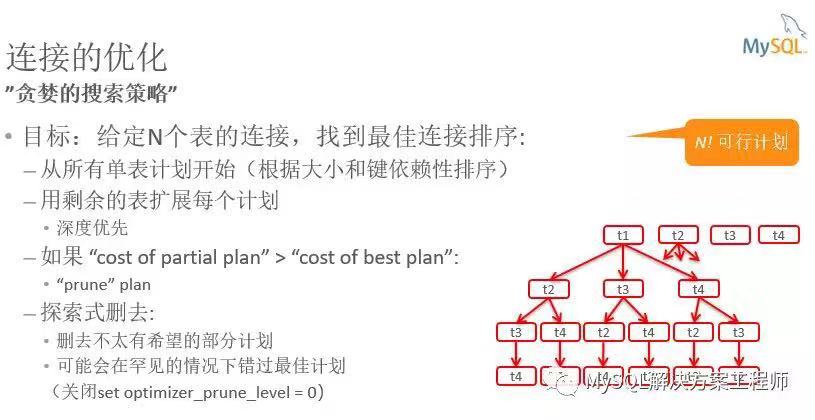 MySQL
连接的优化
"贪婪的搜索策略"
• 目标：给定N个表的连接，找到最佳连接排序:
N! 可行计划
– 从所有单表计划开始（根据大小和键依赖性排序）
– 用剩余的表扩展每个计划
• 深度优先
– 如果 “cost of partial plan” > “cost of best plan”:
• “prune” plan
– 探索式删去:
• 删去不太有希望的部分计划
• 可能会在罕见的情况下错过最佳计划
（关闭set optimizer_prune_level = 0）
t1 t2 t3 t4
t2 t3 t4
t3 t4 t2 t4 t2 t3
t4
MySQL解决方案工程师